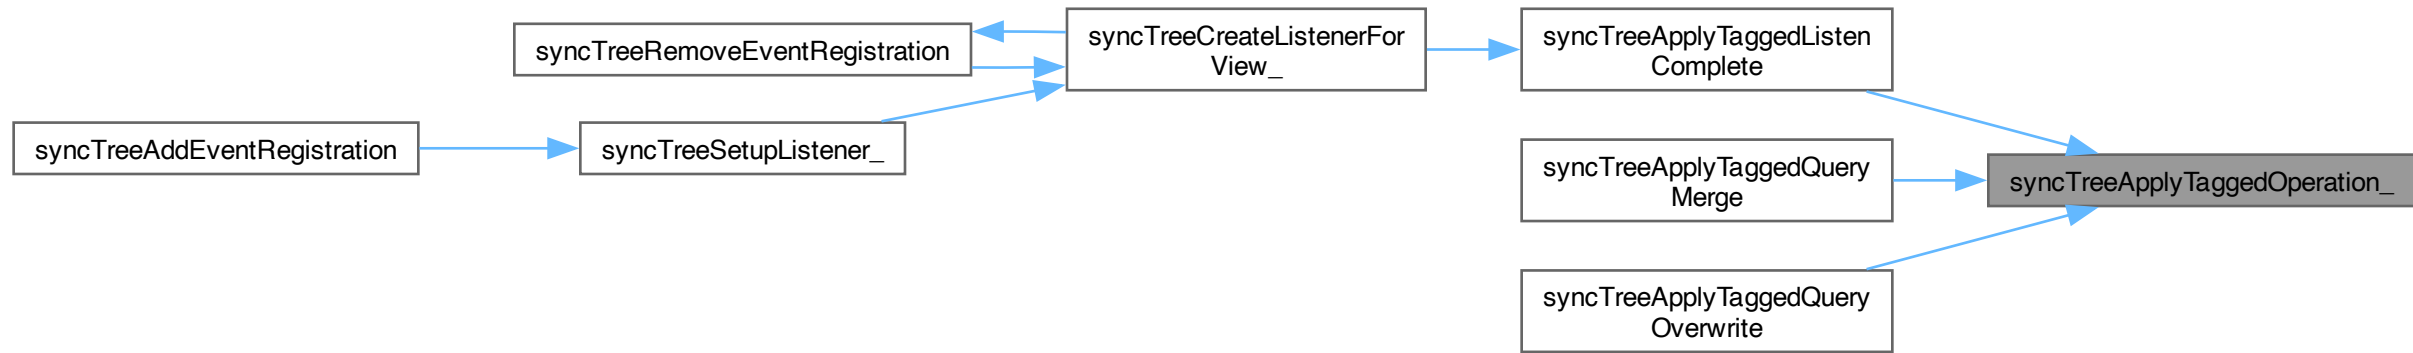 syncTreeRemoveEventRegistration
syncTreeCreateListenerFor
View_
syncTreeApplyTaggedListen
Complete
syncTreeAddEventRegistration
syncTreeSetupListener_
syncTreeApplyTaggedQuery
Merge
syncTreeApplyTaggedOperation_
syncTreeApplyTaggedQuery
Overwrite